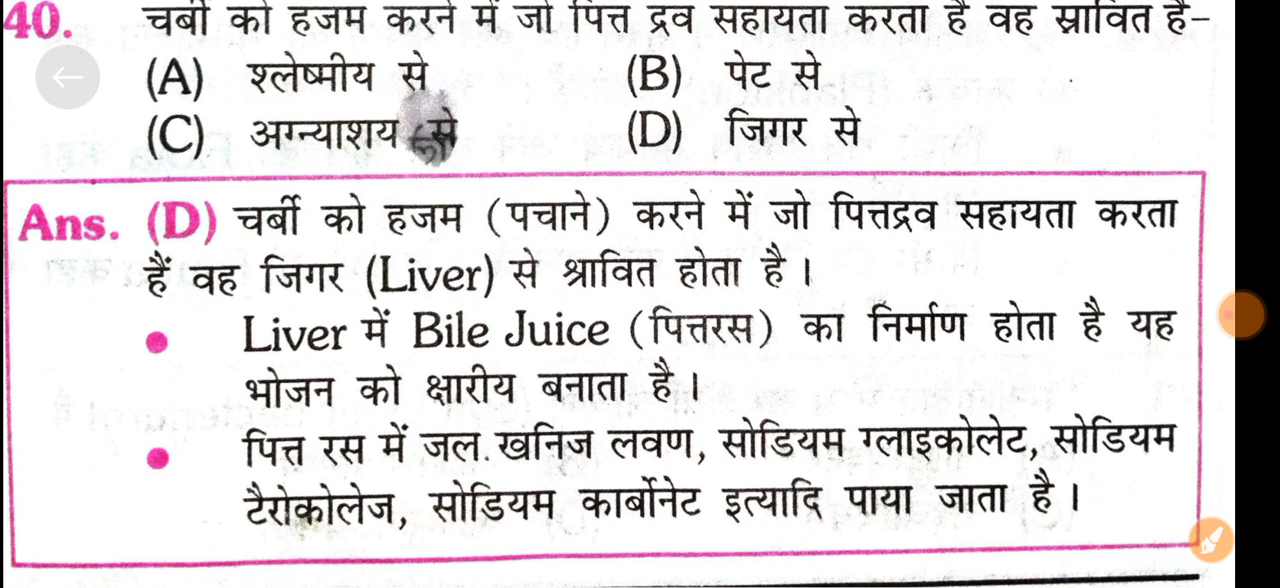 40. चर्बी को हजम करने में जो पित्त द्रव सहायता करता है वह स्रावित है–
(A) श्लेष्मीय से (B) पेट से
(C) अग्न्याशय से (D) जिगर से
Ans. (D) चर्बी को हजम (पचाने) करने में जो पित्तद्रव सहायता करता
हैं वह जिगर (Liver) से श्रावित होता है।
• Liver में Bile Juice (पित्तरस) का निर्माण होता है यह
भोजन को क्षारीय बनाता है।
• पित्त रस में जल. खनिज लवण, सोडियम ग्लाइकोलेट, सोडियम
टैरोकोलेज, सोडियम कार्बोनेट इत्यादि पाया जाता है।